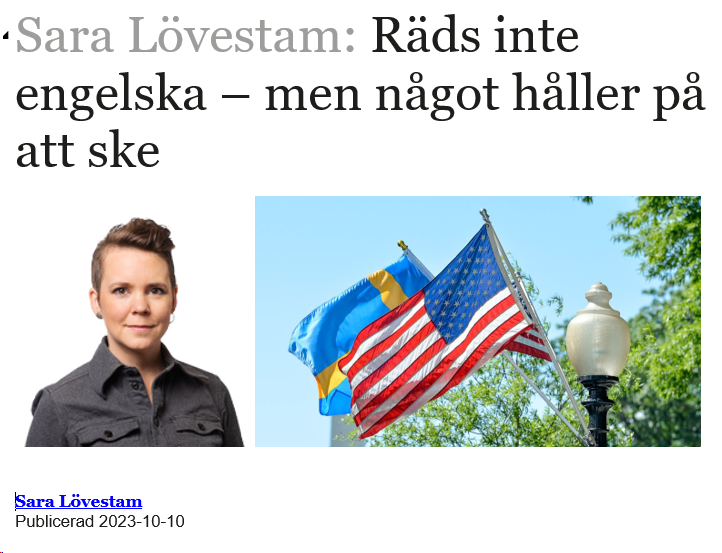 Sara Lövestam: Räds inte
engelska – men något håller på
att ske
Sara Lövestam
Publicerad 2023-10-10